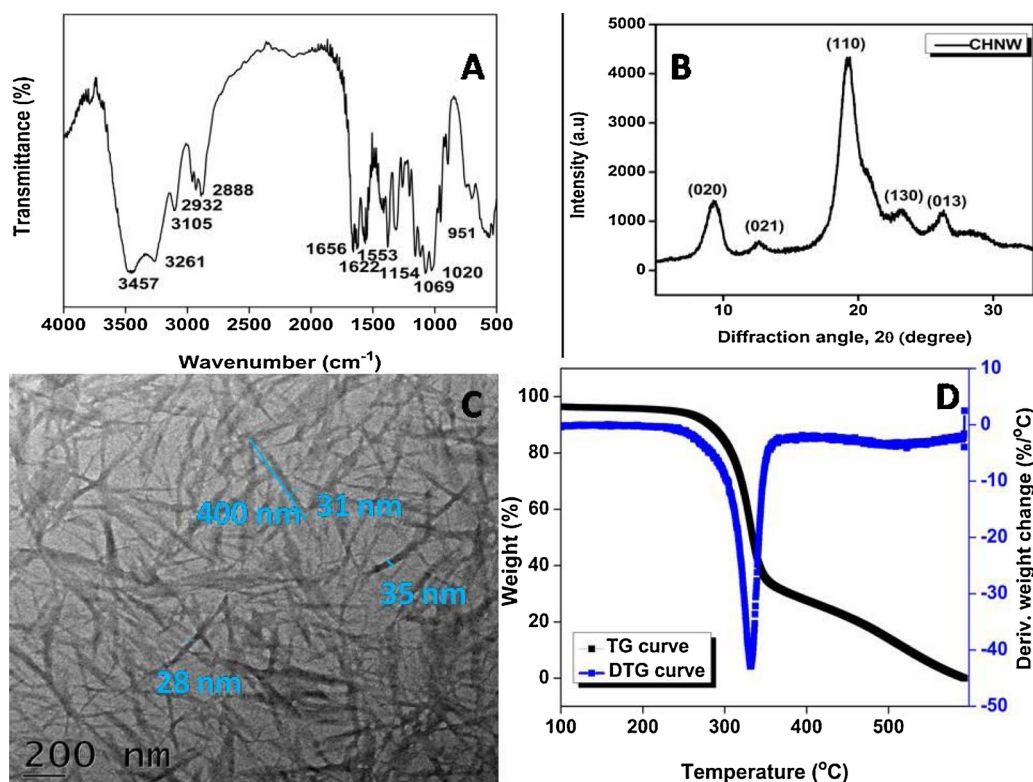 A
Transmittance (%)
3457
3261
3105
2932
2888
1656
1622
1553
1154
1069
1020
951
4000 3500 3000 2500 2000 1500 1000 500
Wavenumber (cm-1)
B
CHNW
Intensity (a.u)
5000
4000
3000
2000
1000
0
(020)
(021)
(110)
(130)
(013)
10 20 30
Diffraction angle, 2θ (degree)
C
400 nm
31 nm
35 nm
28 nm
200 nm
D
Weight (%)
100
80
60
40
20
0
TG curve
DTG curve
10
0
-10
-20
-30
-40
-50
Deriv. weight change (%/oC)
100 200 300 400 500
Temperature (oC)